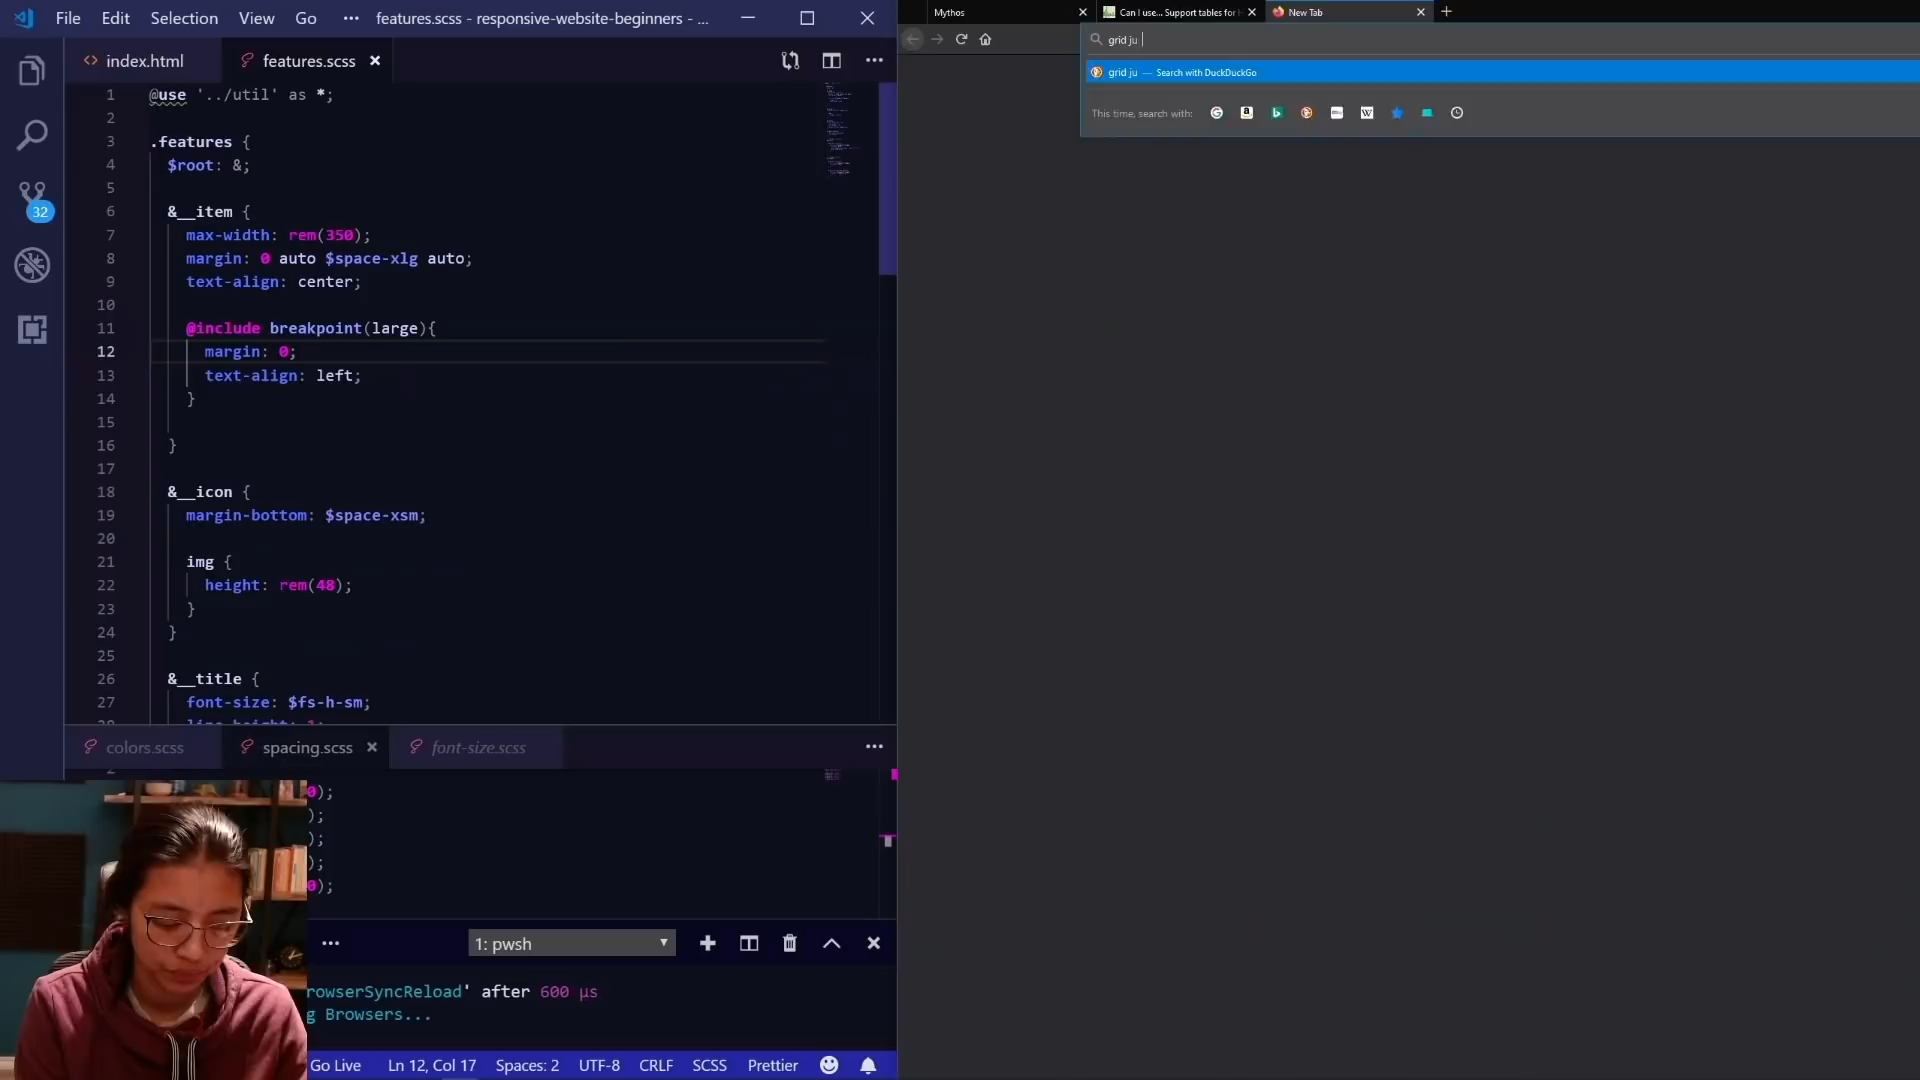 File Edit Selection View Go ··· features.scss - responsive-website-beginners - ...
index.html features.scss
1 @use '../util' as *;
2
3 .features {
4 $root: &;
5
6 &__item {
7 max-width: rem(350);
8 margin: 0 auto $space-xlg auto;
9 text-align: center;
10
11 @include breakpoint(large){
12 margin: 0;
13 text-align: left;
14 }
15
16 }
17
18 &__icon {
19 margin-bottom: $space-xsm;
20
21 img {
22 height: rem(48);
23 }
24 }
25
26 &__title {
27 font-size: $fs-h-sm;
32
colors.scss spacing.scss font-size.scss
2
0);
);
);
);
0);
1: pwsh
rowserSyncReload' after 600 μs
g Browsers...
Go Live Ln 12, Col 17 Spaces: 2 UTF-8 CRLF SCSS Prettier
Mythos Can I use... Support tables for New Tab
grid ju
grid ju — Search with DuckDuckGo
This time, search with: